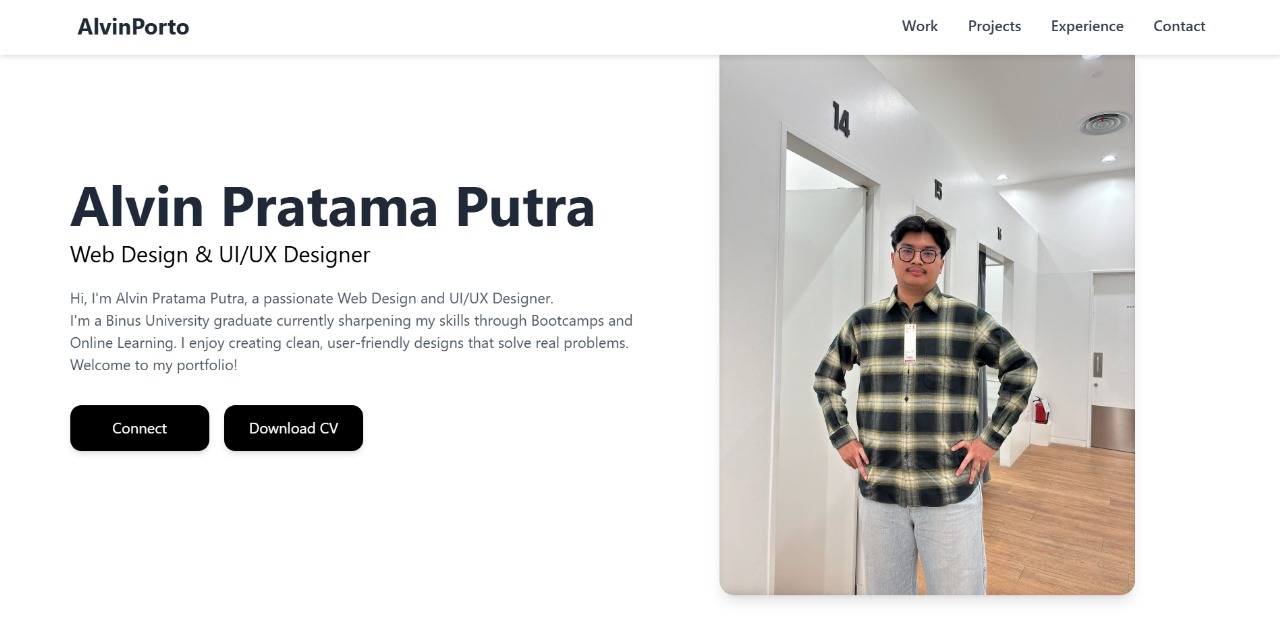 AlvinPorto
Work Projects Experience Contact
Alvin Pratama Putra
Web Design & UI/UX Designer
Hi, I'm Alvin Pratama Putra, a passionate Web Design and UI/UX Designer.
I'm a Binus University graduate currently sharpening my skills through Bootcamps and
Online Learning. I enjoy creating clean, user-friendly designs that solve real problems.
Welcome to my portfolio!
Connect
Download CV
14
15